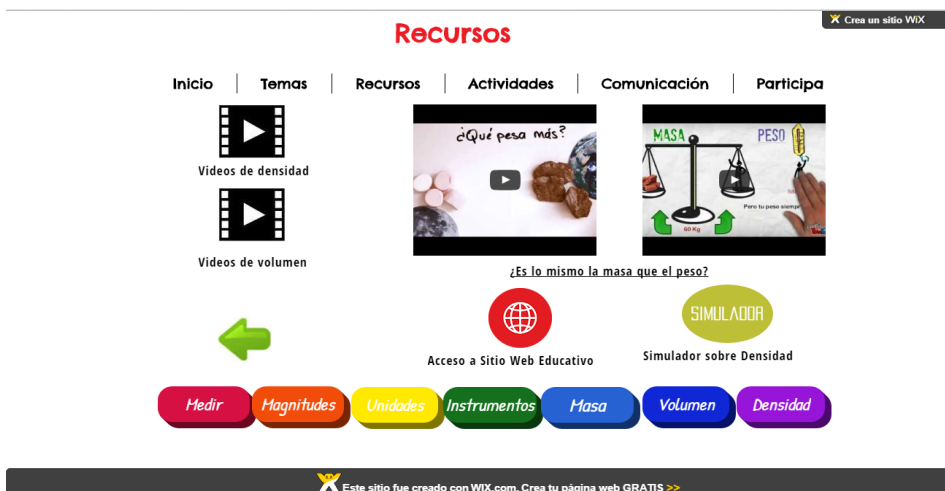 Crea un sitio WiX
Recursos
Inicio Temas Recursos Actividades Comunicación Participa
¿Qué pesa más?
MASA PESO
Pero tu peso siempr
60 Kg
Videos de densidad
Videos de volumen
¿Es lo mismo la masa que el peso?
SIMULADOR
Acceso a Sitio Web Educativo
Simulador sobre Densidad
Medir Magnitudes Unidades Instrumentos Masa Volumen Densidad
Este sitio fue creado con WIX.com. Crea tu página web GRATIS >>